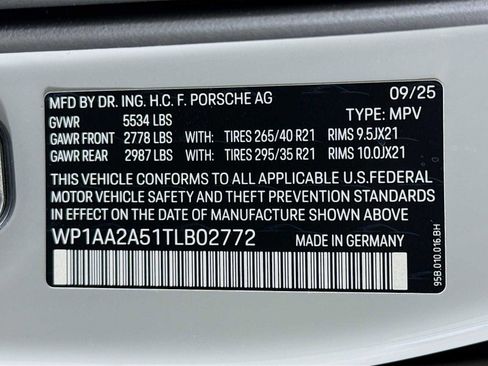 MFD BY DR. ING. H.C. F. PORSCHE AG 09/25
GVWR 5534 LBS TYPE: MPV
GAWR FRONT 2778 LBS WITH: TIRES 265/40 R21 RIMS 9.5JX21
GAWR REAR 2987 LBS WITH: TIRES 295/35 R21 RIMS 10.0JX21
THIS VEHICLE CONFORMS TO ALL APPLICABLE U.S.FEDERAL
MOTOR VEHICLE SAFETY AND THEFT PREVENTION
STANDARDS IN EFFECT ON THE DATE OF MANUFACTURE
SHOWN ABOVE.
WP1AA2A51TLB02772 MADE IN GERMANY
95B.010.016.BH